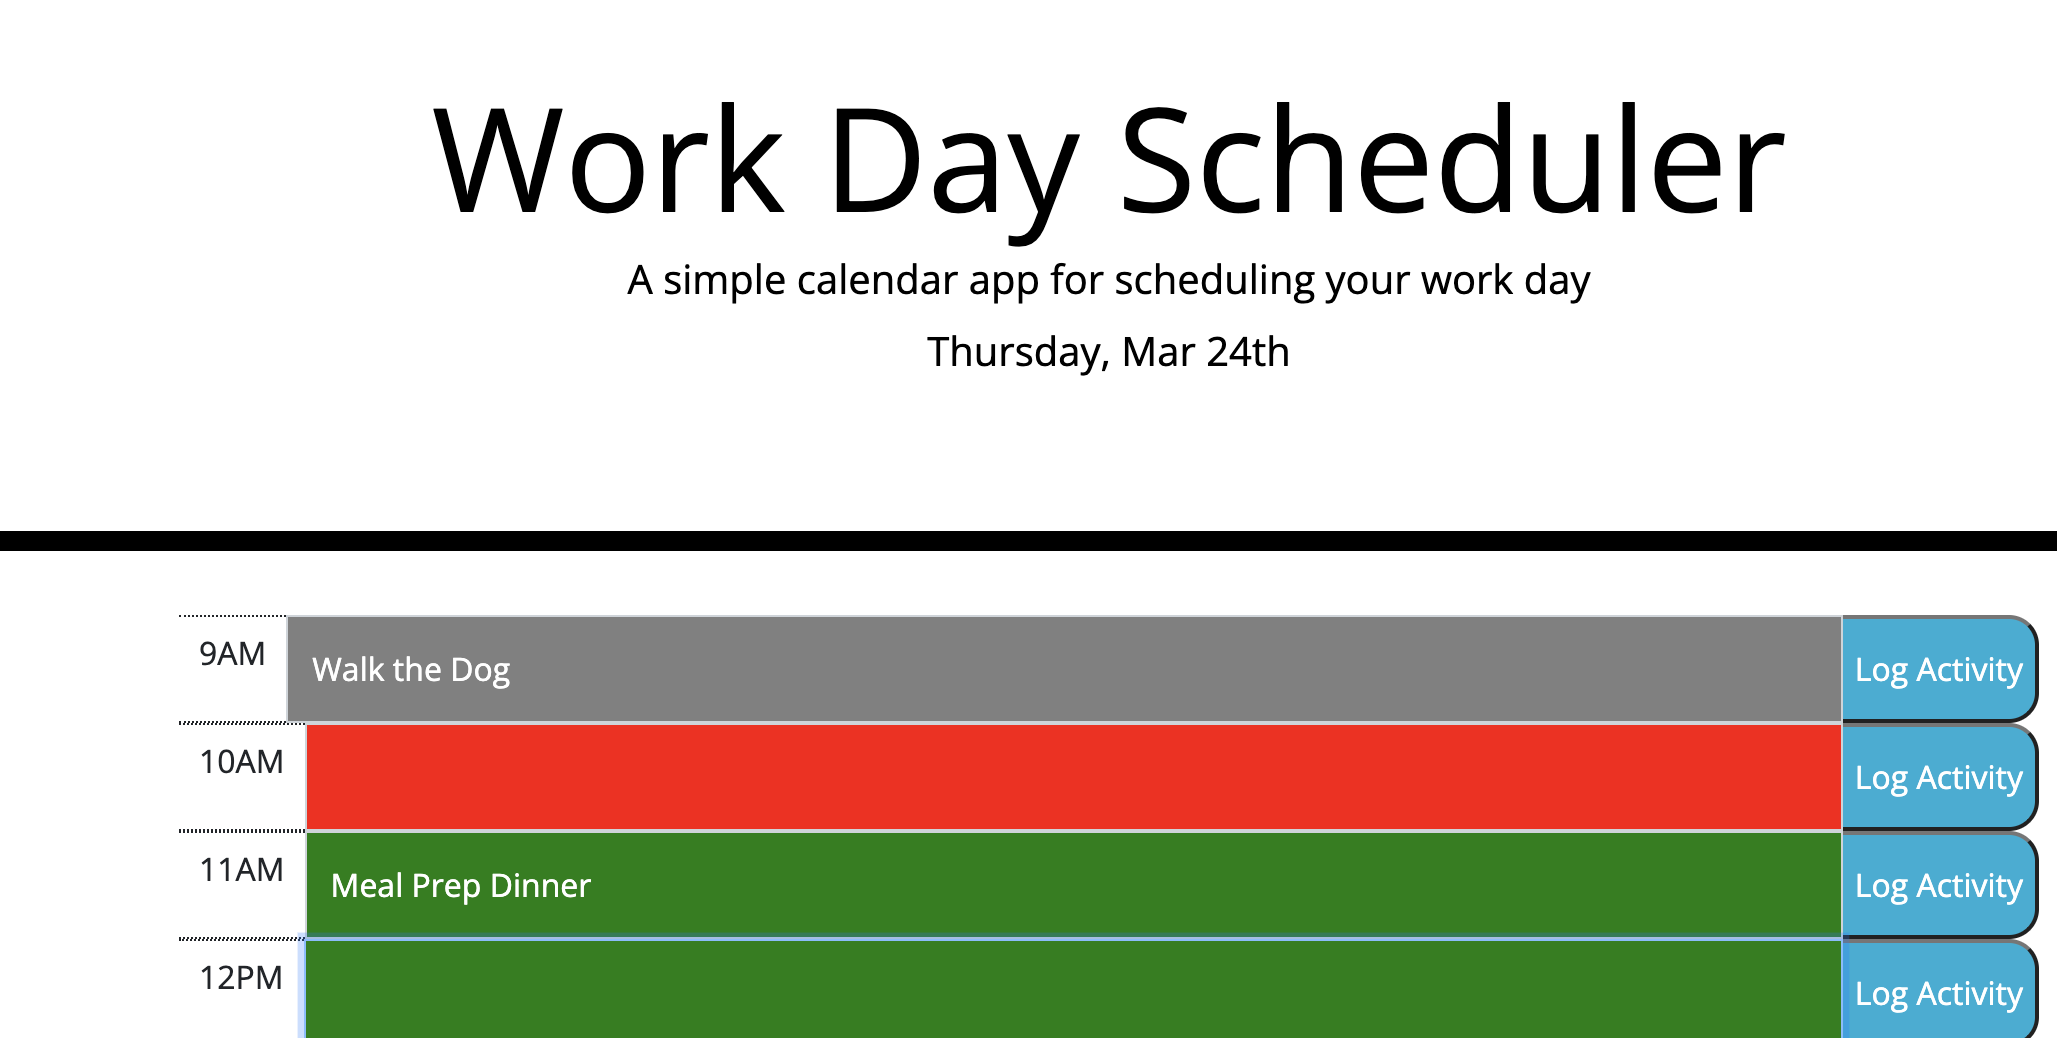 Work Day Scheduler
A simple calendar app for scheduling your work day
Thursday, Mar 24th
9AM Walk the Dog Log Activity
10AM Log Activity
11AM Meal Prep Dinner Log Activity
12PM Log Activity